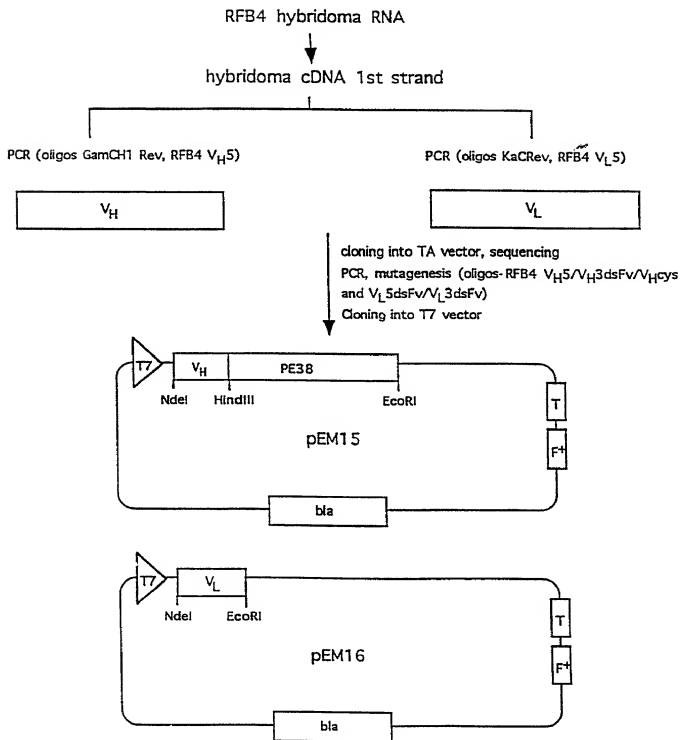 RFB4 hybridoma RNA
hybridoma cDNA 1st strand
PCR (oligos GamCH1 Rev, RFB4 VH5)
PCR (oligos KaCRev, RFB4 VL5)
VH
VL
cloning into TA vector, sequencing
PCR, mutagenesis (oligos-RFB4 VH5/VH3dsFv/VHcys
and VL5dsFv/VL3dsFv)
Cloning into T7 vector
T7
VH
PE38
NdeI
HindIII
EcoRI
T
F+
pEM15
bla
T7
VL
NdeI
EcoRI
T
F+
pEM16
bla